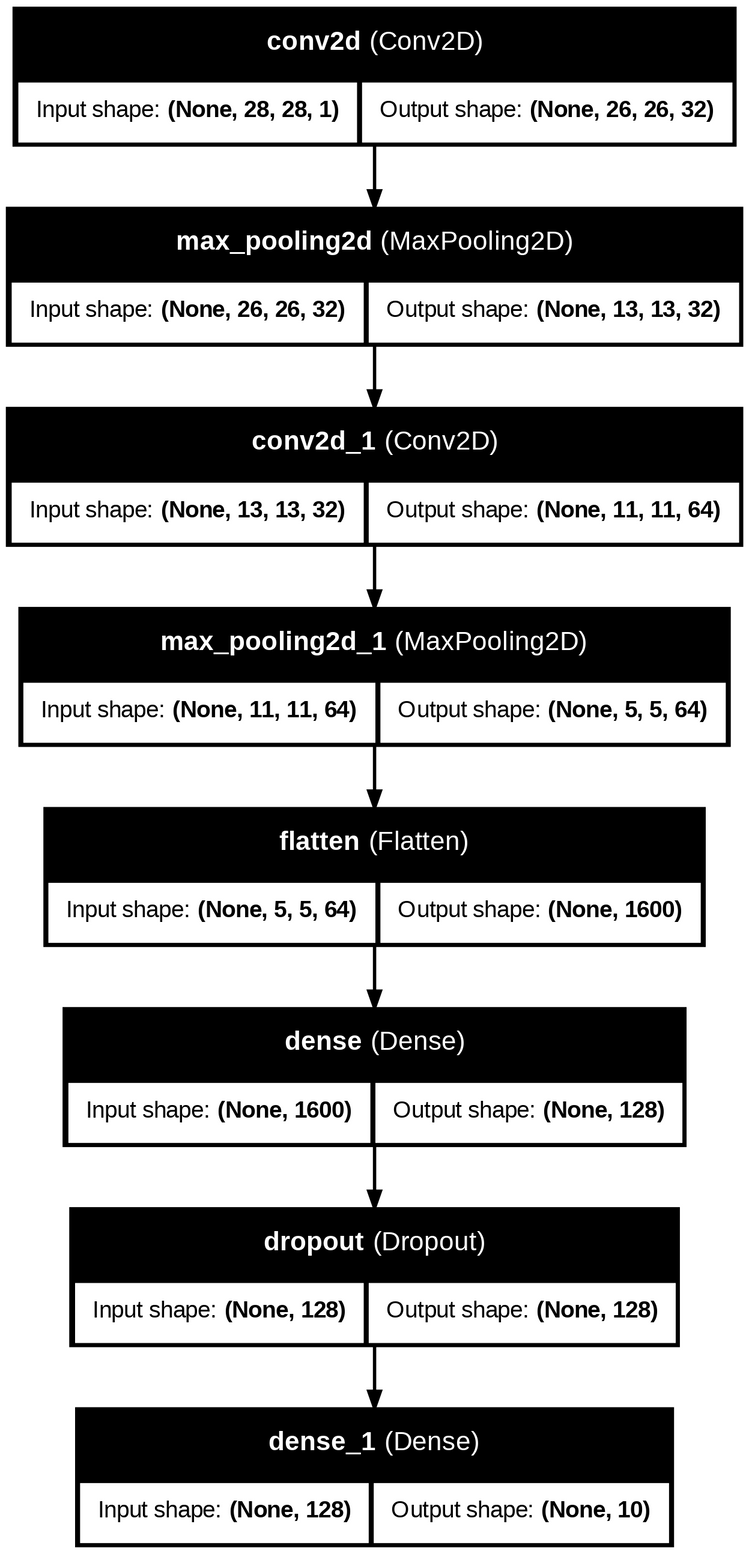 conv2d (Conv2D)
Input shape: (None, 28, 28, 1) Output shape: (None, 26, 26, 32)
max_pooling2d (MaxPooling2D)
Input shape: (None, 26, 26, 32) Output shape: (None, 13, 13, 32)
conv2d_1 (Conv2D)
Input shape: (None, 13, 13, 32) Output shape: (None, 11, 11, 64)
max_pooling2d_1 (MaxPooling2D)
Input shape: (None, 11, 11, 64) Output shape: (None, 5, 5, 64)
flatten (Flatten)
Input shape: (None, 5, 5, 64) Output shape: (None, 1600)
dense (Dense)
Input shape: (None, 1600) Output shape: (None, 128)
dropout (Dropout)
Input shape: (None, 128) Output shape: (None, 128)
dense_1 (Dense)
Input shape: (None, 128) Output shape: (None, 10)